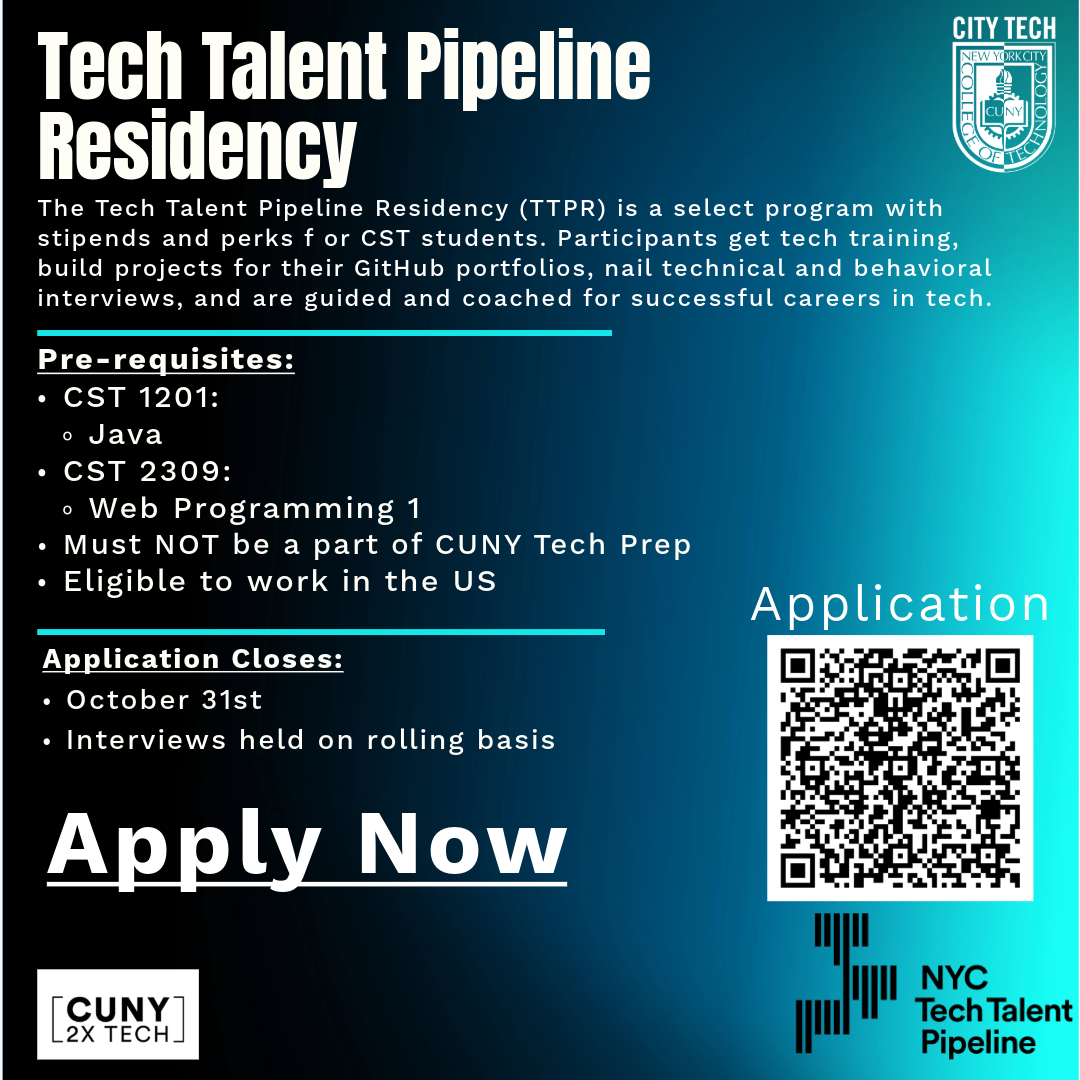 Tech Talent Pipeline
Residency
CITY TECH
NEW YORK CITY
COLLEGE OF TECHNOLOGY
CUNY
The Tech Talent Pipeline Residency (TTPR) is a select program with
stipends and perks f or CST students. Participants get tech training,
build projects for their GitHub portfolios, nail technical and behavioral
interviews, and are guided and coached for successful careers in tech.
Pre-requisites:
• CST 1201:
◦ Java
• CST 2309:
◦ Web Programming 1
• Must NOT be a part of CUNY Tech Prep
• Eligible to work in the US
Application
Application Closes:
• October 31st
• Interviews held on rolling basis
Apply Now
[CUNY
2X TECH]
NYC
Tech Talent
Pipeline